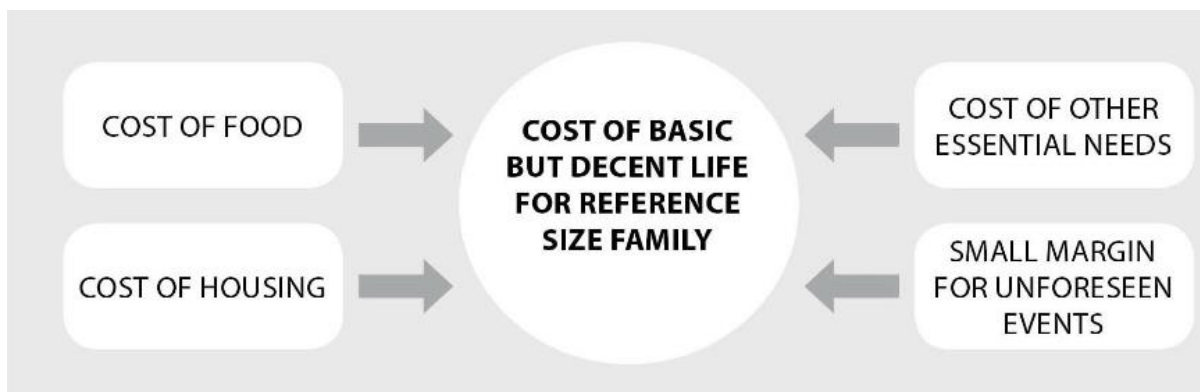 COST OF FOOD
COST OF HOUSING
COST OF BASIC
BUT DECENT LIFE
FOR REFERENCE
SIZE FAMILY
COST OF OTHER
ESSENTIAL NEEDS
SMALL MARGIN
FOR UNFORESEEN
EVENTS